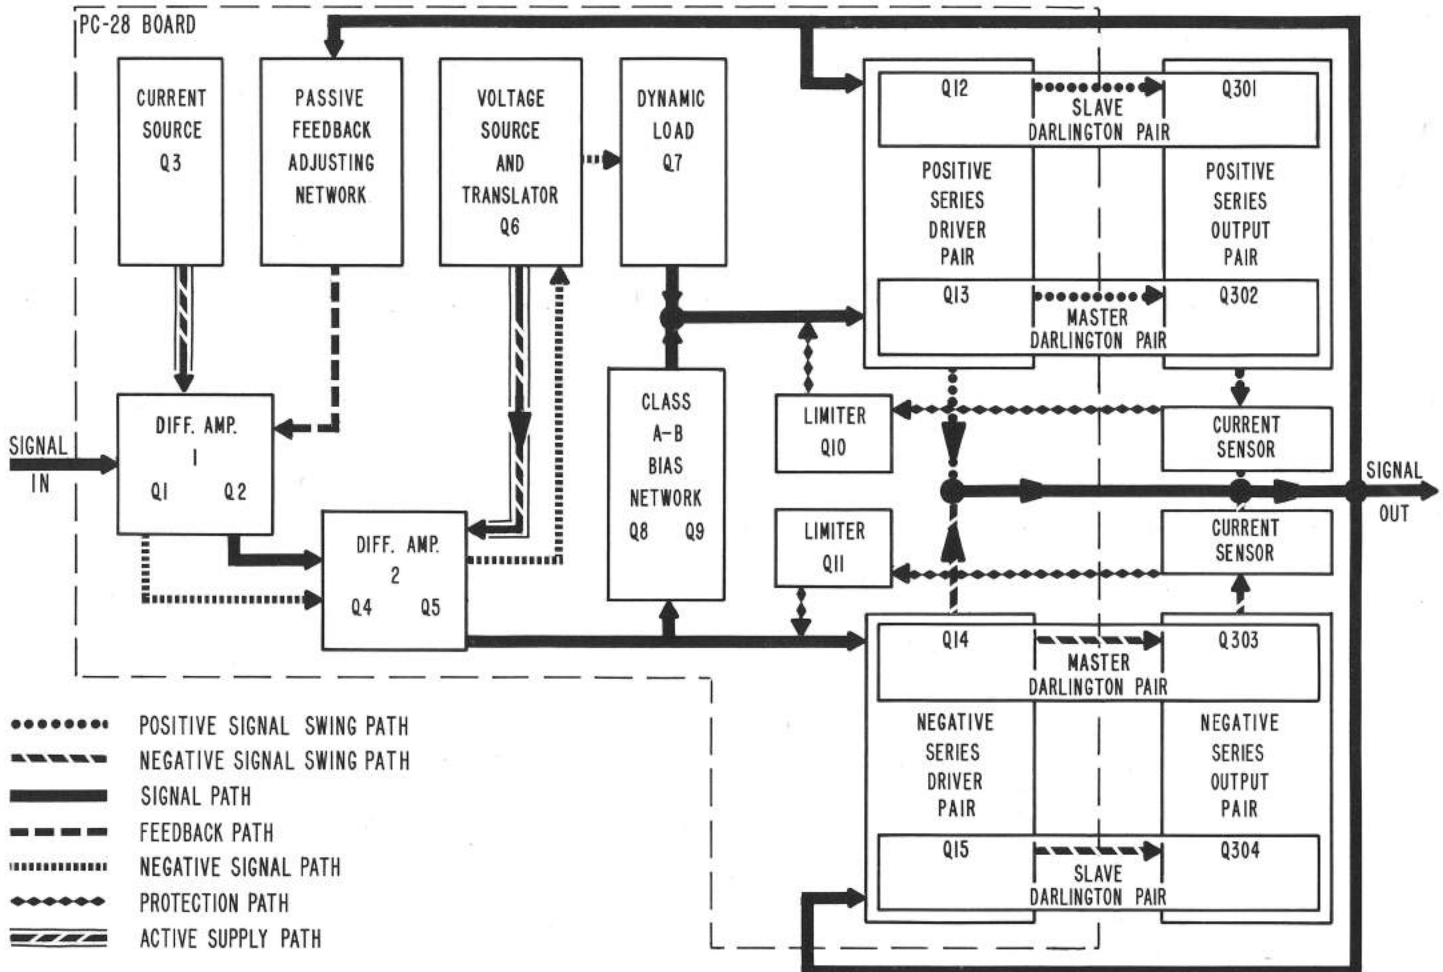 PC-28 BOARD
CURRENT
SOURCE
Q3
PASSIVE
FEEDBACK
ADJUSTING
NETWORK
VOLTAGE
SOURCE
AND
TRANSLATOR
Q6
DYNAMIC
LOAD
Q7
Q12
SLAVE
DARLINGTON PAIR
Q301
POSITIVE
SERIES
DRIVER
PAIR
POSITIVE
SERIES
OUTPUT
PAIR
Q13
MASTER
DARLINGTON PAIR
Q302
SIGNAL
IN
DIFF. AMP.
1
Q1 Q2
DIFF. AMP.
2
Q4 Q5
CLASS
A-B
BIAS
NETWORK
Q8 Q9
LIMITER
Q10
CURRENT
SENSOR
LIMITER
Q11
CURRENT
SENSOR
SIGNAL
OUT
Q14
MASTER
DARLINGTON PAIR
Q303
NEGATIVE
SERIES
DRIVER
PAIR
NEGATIVE
SERIES
OUTPUT
PAIR
Q15
SLAVE
DARLINGTON PAIR
Q304
POSITIVE SIGNAL SWING PATH
NEGATIVE SIGNAL SWING PATH
SIGNAL PATH
FEEDBACK PATH
NEGATIVE SIGNAL PATH
PROTECTION PATH
ACTIVE SUPPLY PATH